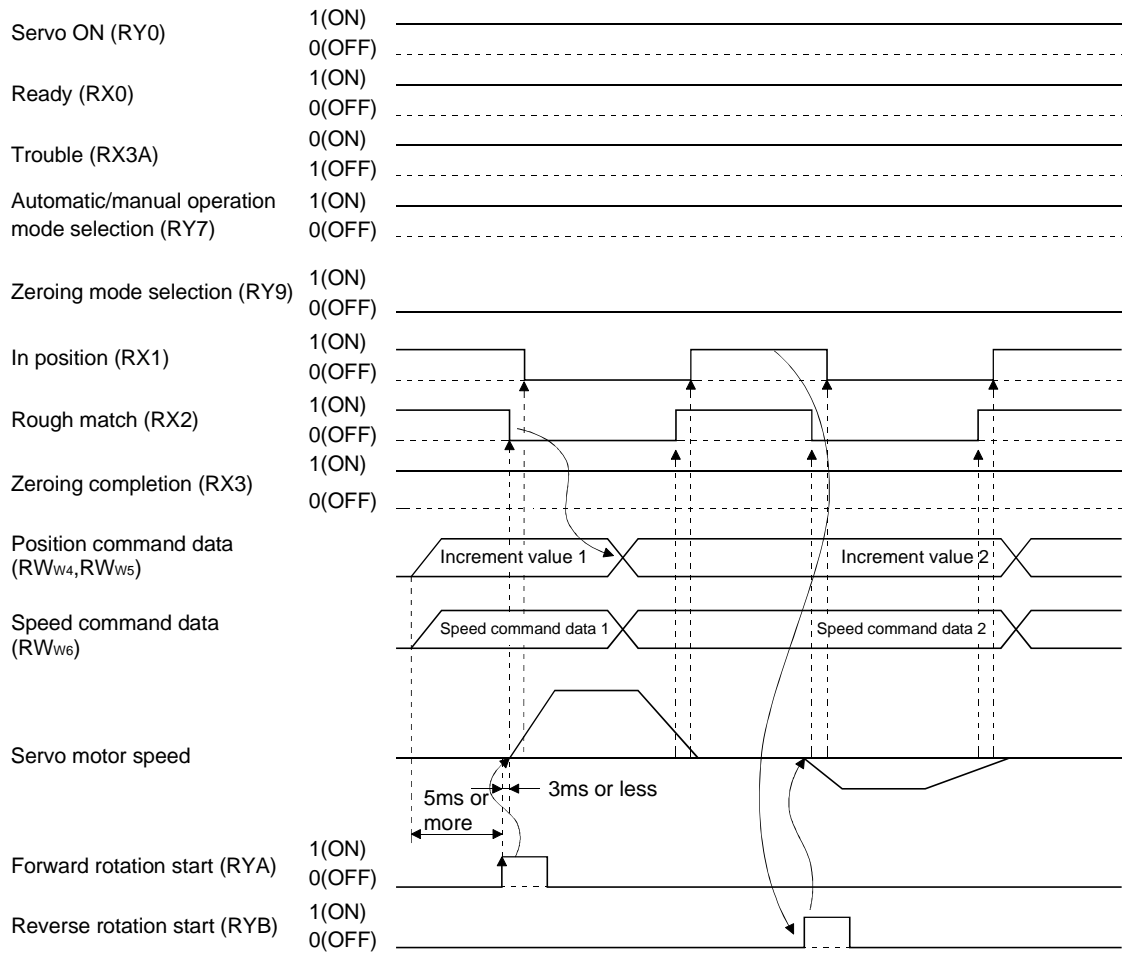 Servo ON (RY0)
1(ON)
0(OFF)
Ready (RX0)
1(ON)
0(OFF)
Trouble (RX3A)
0(ON)
1(OFF)
Automatic/manual operation
mode selection (RY7)
1(ON)
0(OFF)
Zeroing mode selection (RY9)
1(ON)
0(OFF)
In position (RX1)
1(ON)
0(OFF)
Rough match (RX2)
1(ON)
0(OFF)
Zeroing completion (RX3)
1(ON)
0(OFF)
Position command data
(RWW4,RWW5)
Increment value 1
Increment value 2
Speed command data
(RWW6)
Speed command data 1
Speed command data 2
Servo motor speed
5ms or
more
3ms or less
Forward rotation start (RYA)
1(ON)
0(OFF)
Reverse rotation start (RYB)
1(ON)
0(OFF)